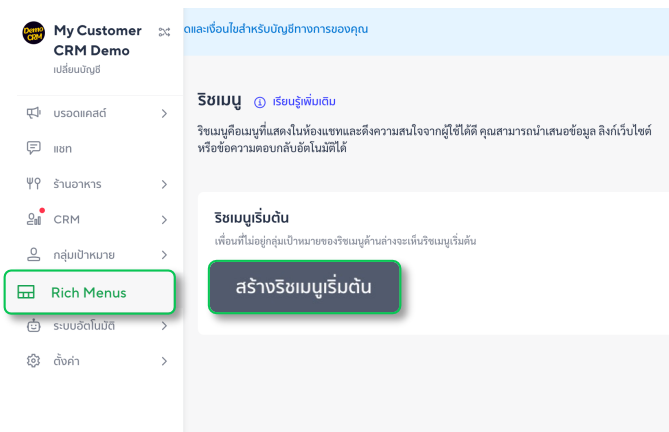 Demo
CRM
My Customer
CRM Demo
เปลี่ยนบัญชี
บรอดแคสต์
แชท
ร้านอาหาร
CRM
กลุ่มเป้าหมาย
Rich Menus
ระบบอัตโนมัติ
ตั้งค่า
ดและเงื่อนไขสำหรับบัญชีทางการของคุณ
ริชเมนู เรียนรู้เพิ่มเติม
ริชเมนูคือเมนูที่แสดงในห้องแชทและดึงความสนใจจากผู้ใช้ได้ดี คุณสามารถนำเสนอข้อมูล ลิงก์เว็บไซต์
หรือข้อความตอบกลับอัตโนมัติได้
ริชเมนูเริ่มต้น
เพื่อนที่ไม่อยู่กลุ่มเป้าหมายของริชเมนูด้านล่างจะเห็นริชเมนูเริ่มต้น
สร้างริชเมนูเริ่มต้น